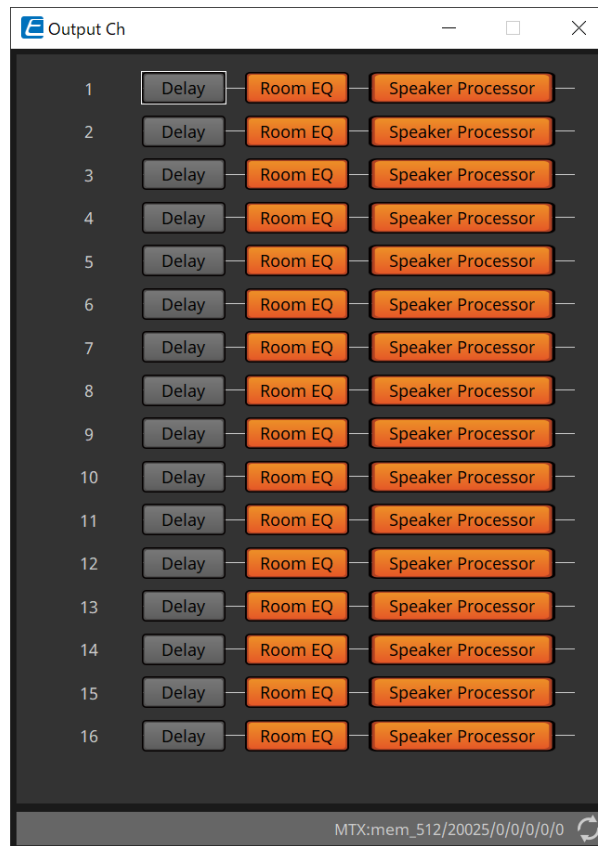 Output Ch
1 Delay Room EQ Speaker Processor
2 Delay Room EQ Speaker Processor
3 Delay Room EQ Speaker Processor
4 Delay Room EQ Speaker Processor
5 Delay Room EQ Speaker Processor
6 Delay Room EQ Speaker Processor
7 Delay Room EQ Speaker Processor
8 Delay Room EQ Speaker Processor
9 Delay Room EQ Speaker Processor
10 Delay Room EQ Speaker Processor
11 Delay Room EQ Speaker Processor
12 Delay Room EQ Speaker Processor
13 Delay Room EQ Speaker Processor
14 Delay Room EQ Speaker Processor
15 Delay Room EQ Speaker Processor
16 Delay Room EQ Speaker Processor
MTX:mem_512/20025/0/0/0/0/0